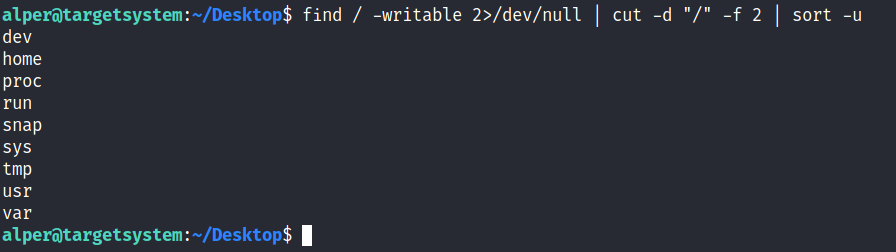 alper@targetsystem:~/Desktop$ find / -writable 2>/dev/null | cut -d "/" -f 2 | sort -u
dev
home
proc
run
snap
sys
tmp
usr
var
alper@targetsystem:~/Desktop$